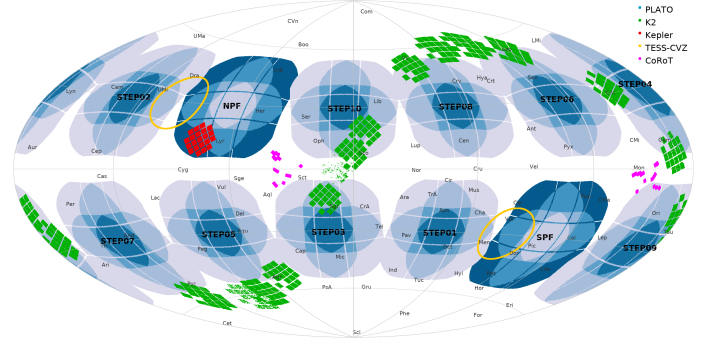 PLATO
K2
Kepler
TESS-CVZ
CoRoT
Com
CVn
UMa
Boo
LMi
Dra
Lyn
Cam
UMi
STEP02
NPF
Her
STEP10
Lib
Ser
Oph
Crv
Hya
Crt
STEP08
STEP06
STEP04
Ant
Pyx
CMi
Aur
Cep
Lyr
Lup
Cen
Mon
Cas
Cyg
Sge
Sct
Nor
Cru
Vel
Vul
Aql
Cir
Mus
Per
Lac
Del
CrA
Ara
TrA
Cha
Ori
STEP07
STEP05
STEP03
Tel
Pav
STEP01
Men
SPF
Lep
STEP09
Ari
Peg
Cap
Mic
Dor
Pic
Ind
Tuc
Hyi
PsA
Gru
Hor
Eri
Cet
Phe
For
Scl